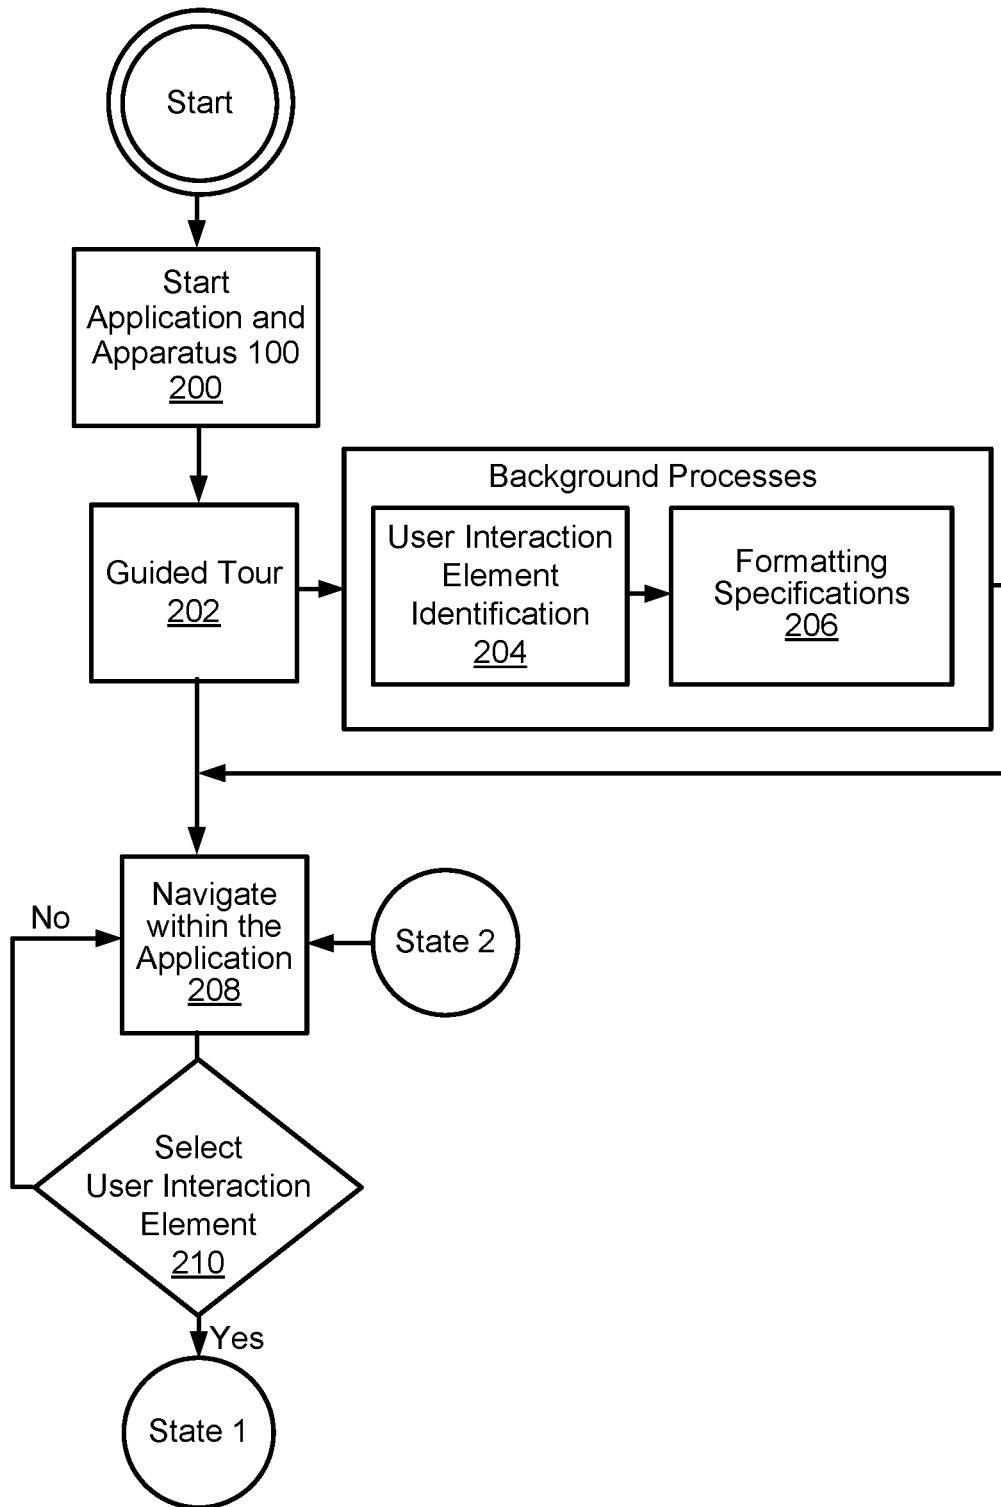 Start
Start
Application and
Apparatus 100
200
Background Processes
Guided Tour
202
User Interaction
Element
Identification
204
Formatting
Specifications
206
No
Navigate
within the
Application
208
State 2
Select
User Interaction
Element
210
Yes
State 1